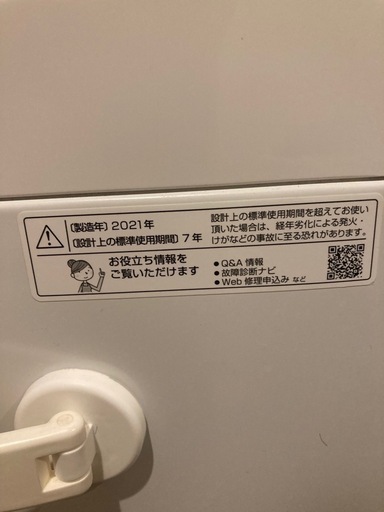 〔製造年〕2021年
〔設計上の標準使用期間〕7年
設計上の標準使用期間を超えてお使い
頂いた場合は、経年劣化による発火・
けがなどの事故に至る恐れがあります。
お役立ち情報を
ご覧いただけます
●Q&A 情報
●故障診断ナビ
●Web 修理申込み など